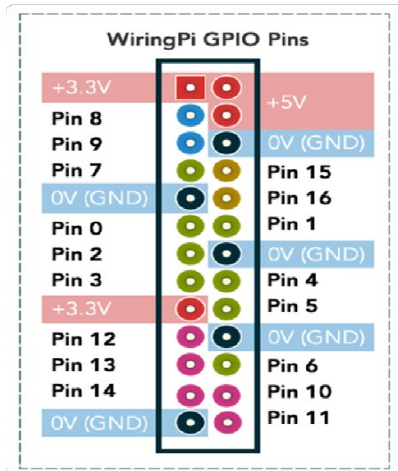 WiringPi GPIO Pins
+3.3V
+5V
Pin 8
Pin 9
0V (GND)
Pin 7
Pin 15
0V (GND)
Pin 16
Pin 0
Pin 1
Pin 2
0V (GND)
Pin 3
Pin 4
+3.3V
Pin 5
Pin 12
0V (GND)
Pin 13
Pin 6
Pin 14
Pin 10
0V (GND)
Pin 11